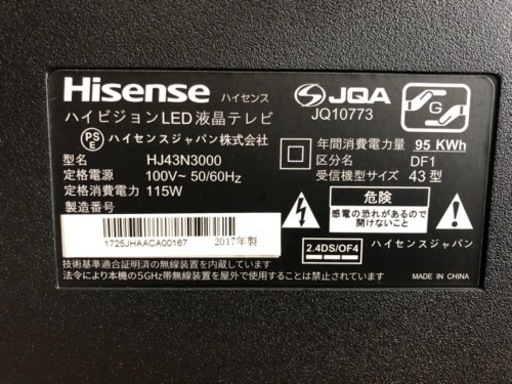 Hisense ハイセンス
ハイビジョンLED液晶テレビ
PS
E
ハイセンスジャパン株式会社
型名 HJ43N3000
定格電源 100V~ 50/60Hz
定格消費電力 115W
製造番号
1725JHAACA00167 2017年製
JQA
JQ10773
G
年間消費電力量 95 KWh
区分名 DF1
受信機型サイズ 43 型
危険
感電の恐れがあるので
開けないこと
2.4DS/OF4
ハイセンスジャパン
技術基準適合証明済の無線装置を内蔵しています
法令により本機の5GHz帯無線装置を屋外で使用することは禁止されています。
MADE IN CHINA